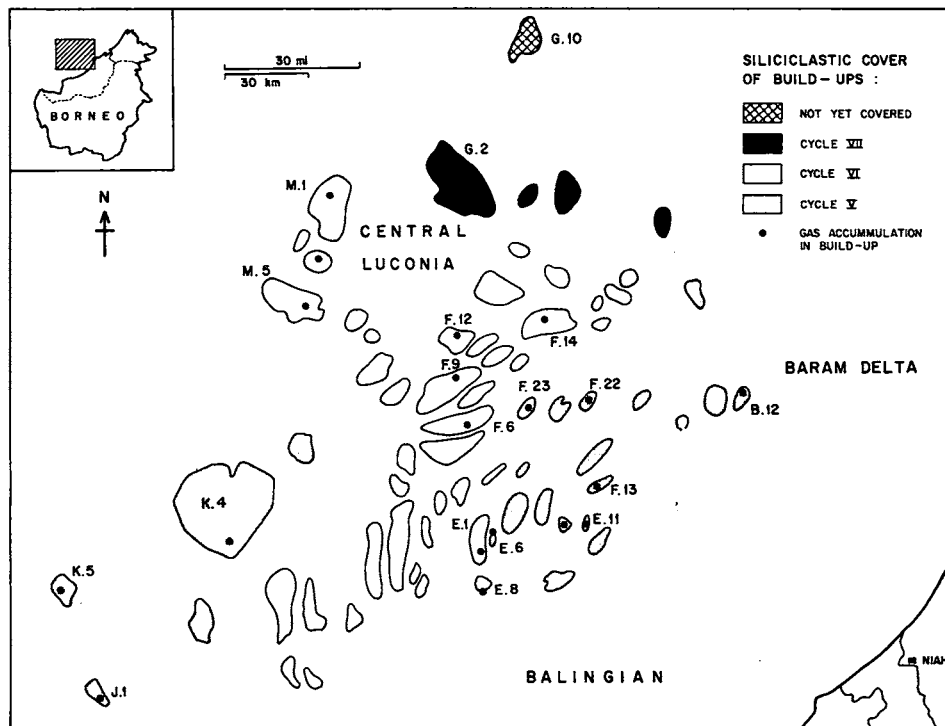 G.10
30 mi
30 km
BORNEO
SILICICLASTIC COVER
OF BUILD-UPS :
NOT YET COVERED
CYCLE VII
CYCLE VI
CYCLE V
GAS ACCUMULATION
IN BUILD-UP
G.2
N
M.1
CENTRAL
LUCONIA
M.5
F.12
F.14
F.9
BARAM DELTA
F.23
F.22
B.12
F.6
F.13
K.4
E.1
E.11
E.6
K.5
E.8
BALINGIAN
NIAH
J.1